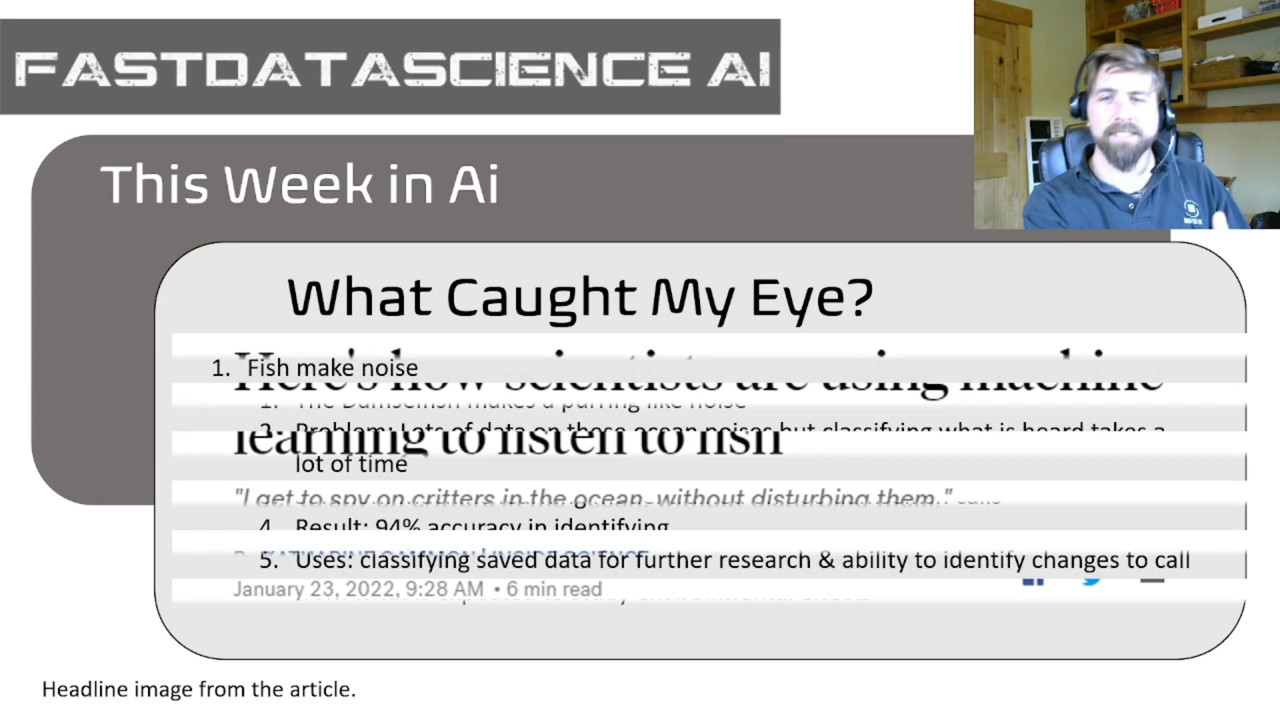 FASTDATASCIENCE AI
This Week in Ai
What Caught My Eye?
1. Fish make noise
Here's how scientists are using machine
1. The Damselfish makes a purring like noise
2. Problem: Lots of data on these ocean noises but classifying what is heard takes a
learning to listen to fish
lot of time
"I get to spy on critters in the ocean, without disturbing them."
4. Result: 94% accuracy in identifying
5. Uses: classifying saved data for further research & ability to identify changes to call
January 23, 2022, 9:28 AM • 6 min read
Headline image from the article.